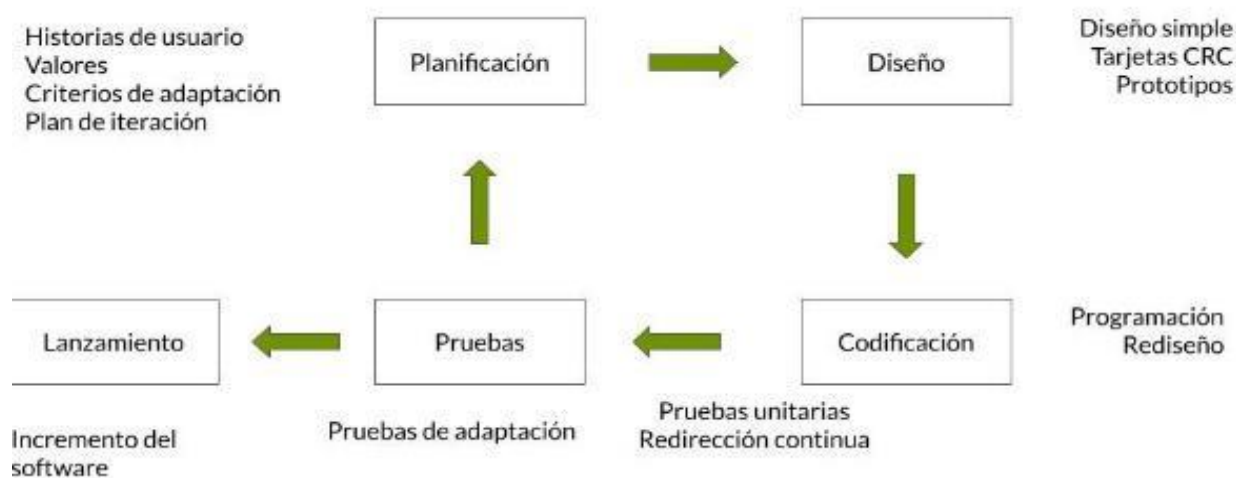 Historias de usuario
Valores
Criterios de adaptación
Plan de iteración
Planificación
Diseño
Diseño simple
Tarjetas CRC
Prototipos
Lanzamiento
Pruebas
Codificación
Programación
Rediseño
Incremento del
software
Pruebas de adaptación
Pruebas unitarias
Redirección continua